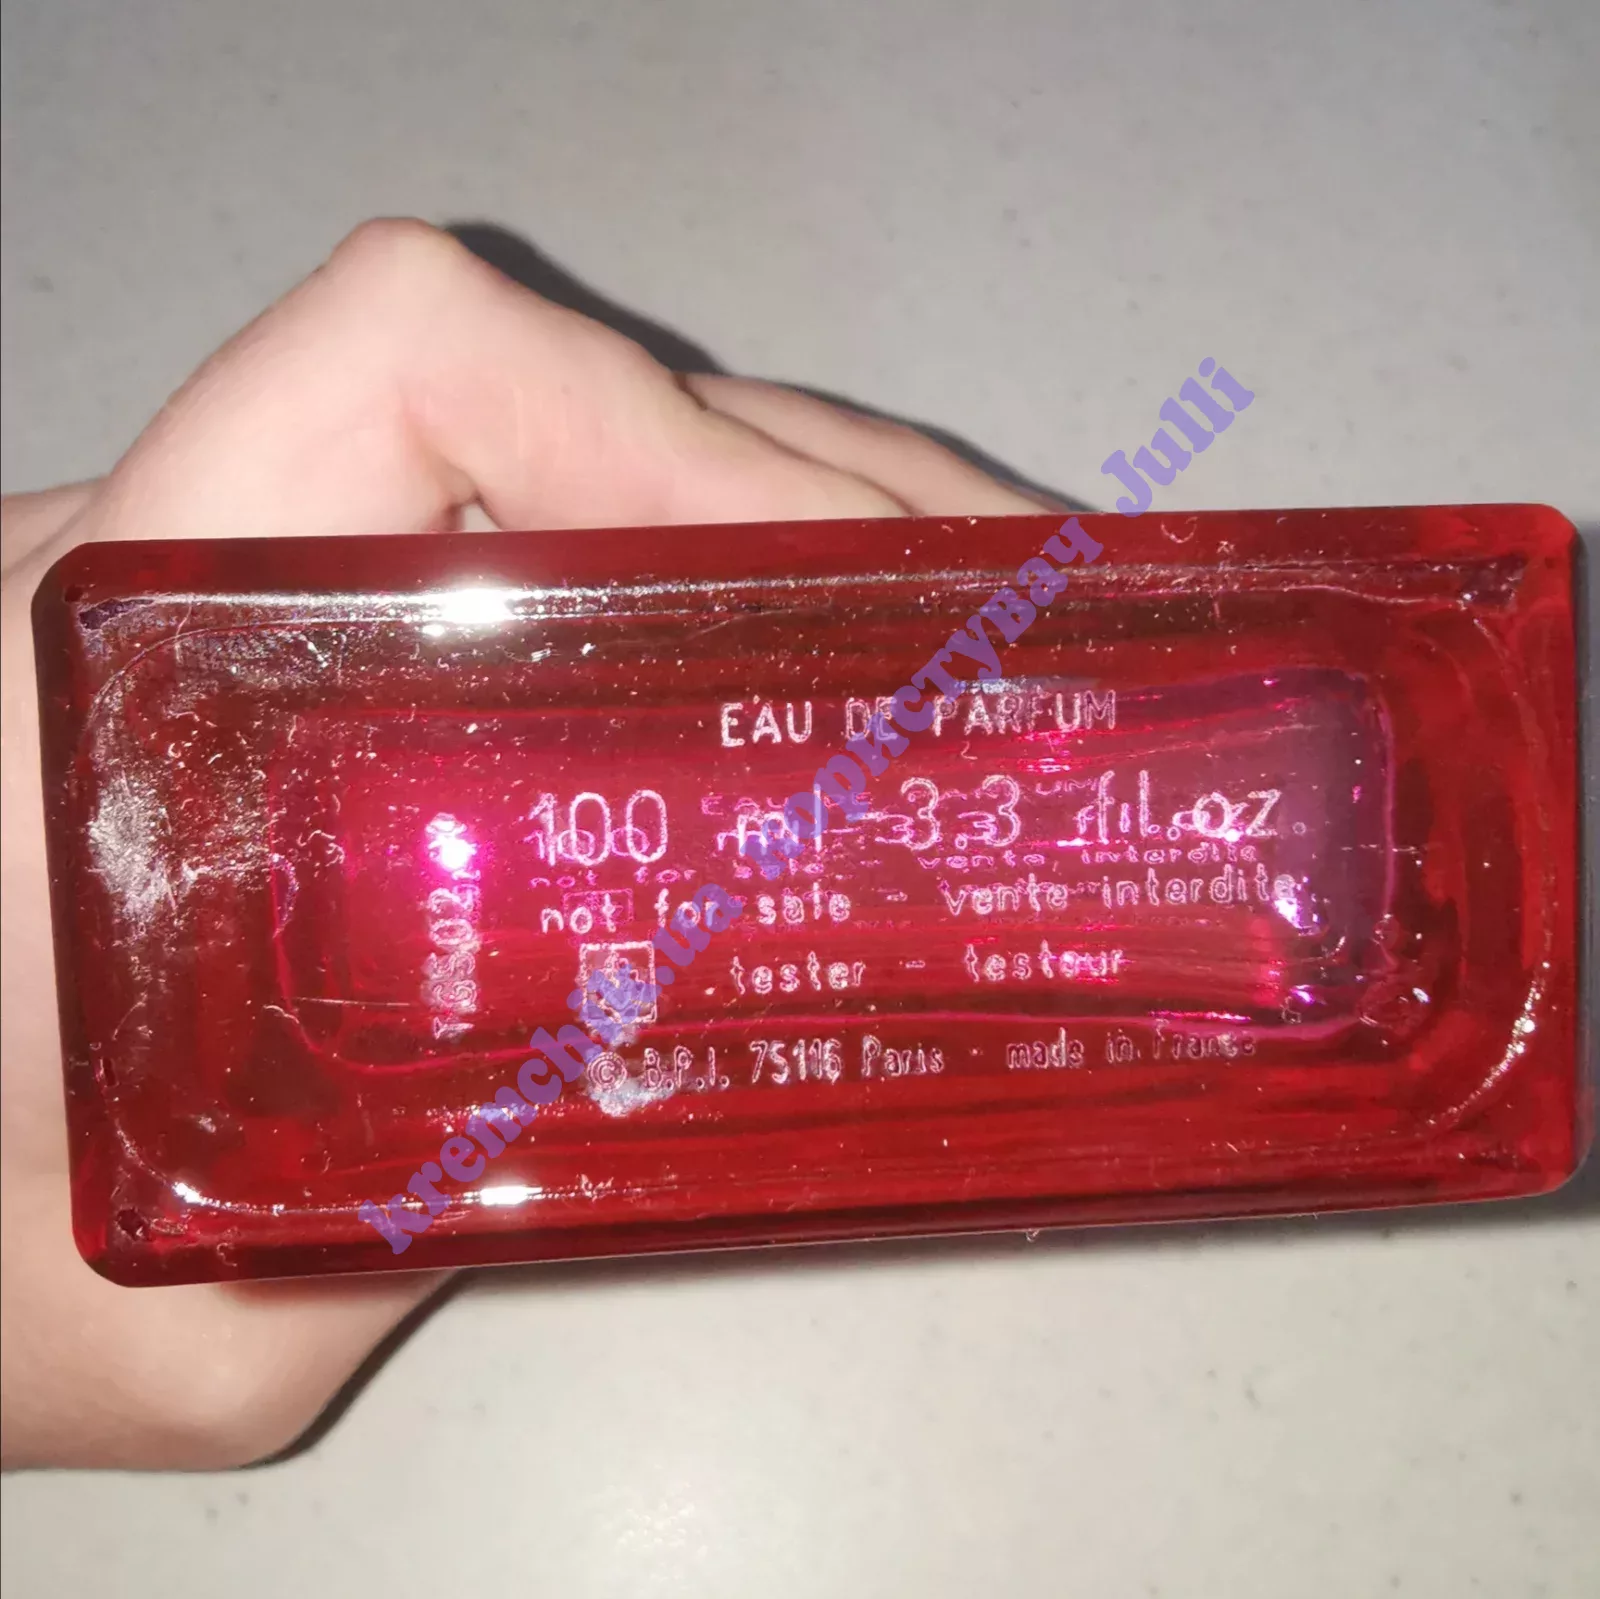 EAU DE PARFUM
100 ml - 3.3 fl.oz.
not for sale - vente interdite
tester - testeur
© B.P.I. 75116 Paris - made in France
kremchik.ua користувач Julli